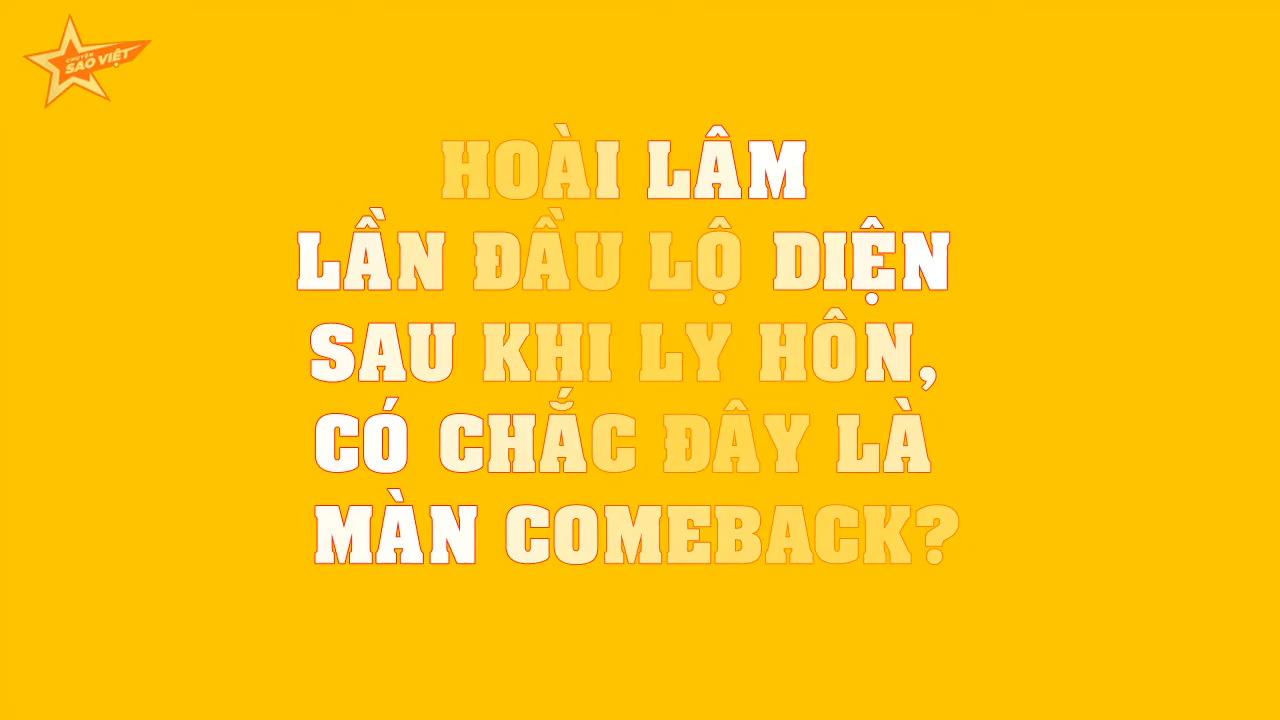 CHUYỆN
SAO VIỆT
HOÀI LÂM
LẦN ĐẦU LỘ DIỆN
SAU KHI LY HÔN,
CÓ CHẮC ĐÂY LÀ
MÀN COMEBACK?